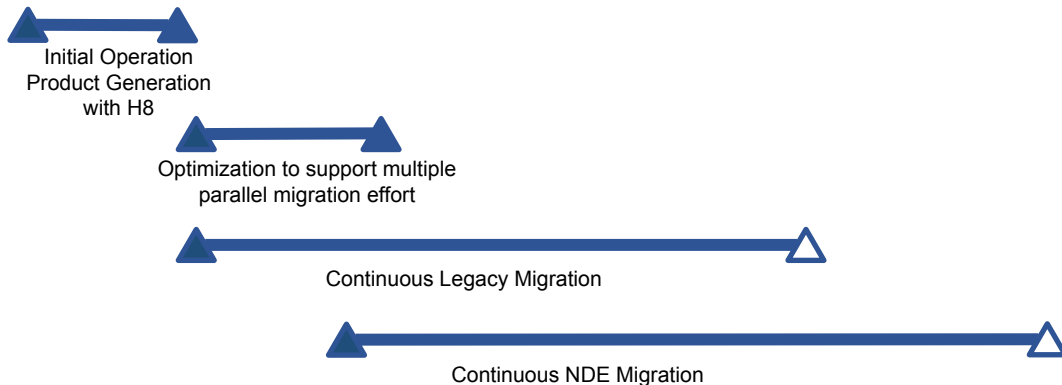 Initial Operation
Product Generation
with H8
Optimization to support multiple
parallel migration effort
Continuous Legacy Migration
Continuous NDE Migration